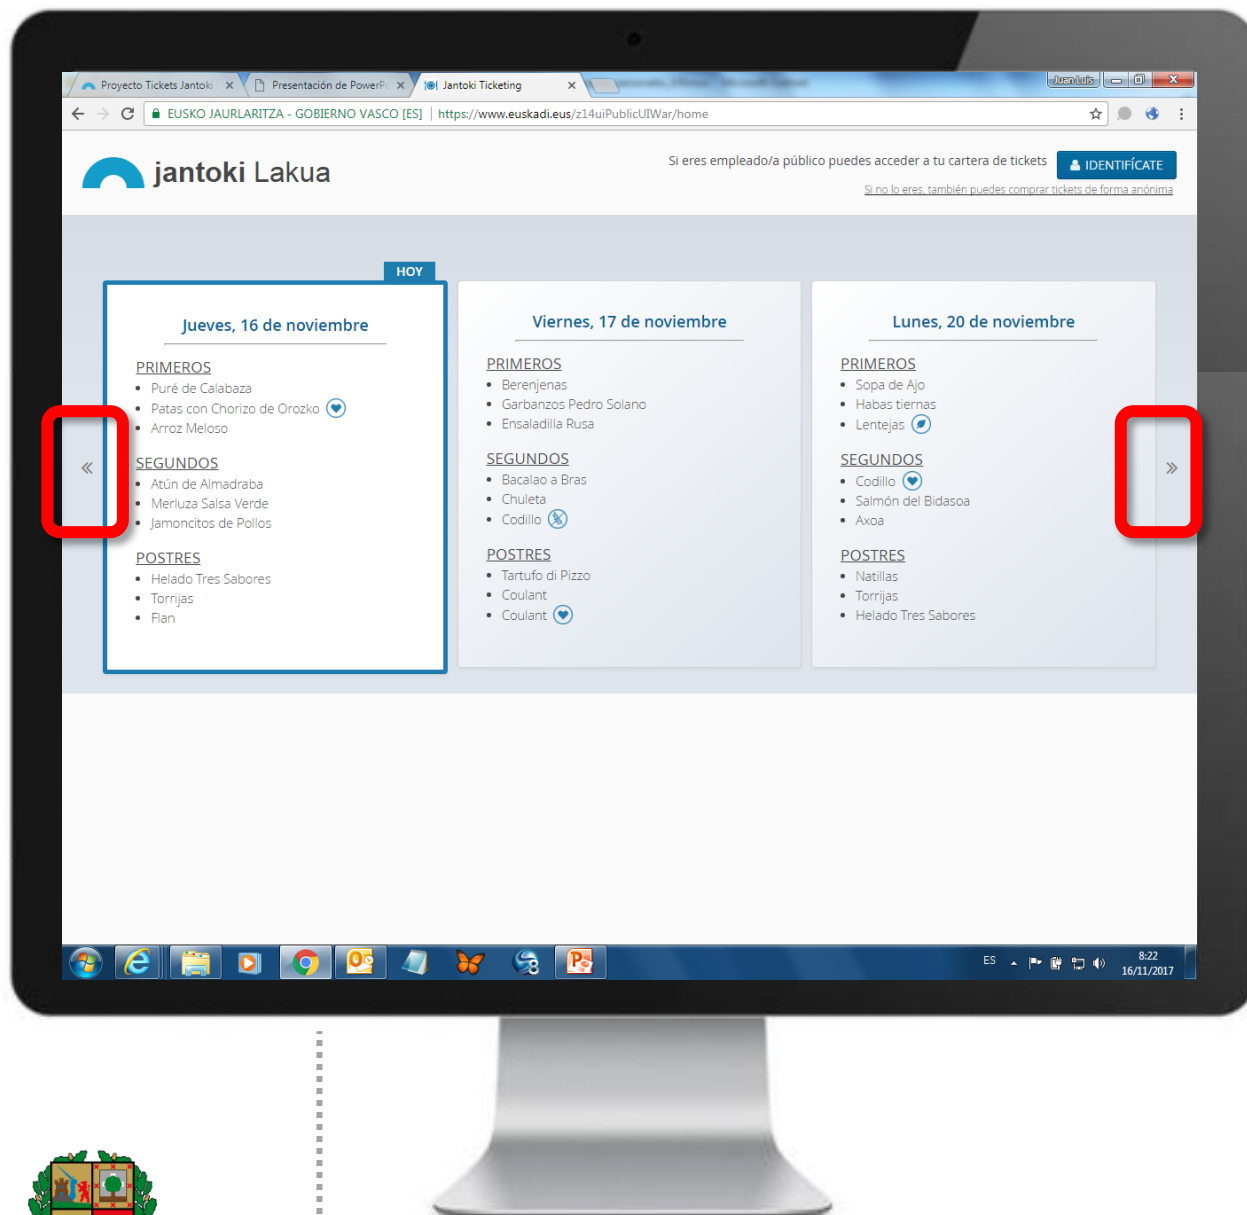 Proyecto Tickets Jantoki
Presentación de PowerP
Jantoki Ticketing
Juan Luis
EUSKO JAURLARITZA - GOBIERNO VASCO [ES]
https://www.euskadi.eus/z14uiPublicUIWar/home
jantoki Lakua
Si eres empleado/a público puedes acceder a tu cartera de tickets
IDENTIFÍCATE
Si no lo eres, también puedes comprar tickets de forma anónima
HOY
Jueves, 16 de noviembre
PRIMEROS
• Puré de Calabaza
• Patas con Chorizo de Orozko
• Arroz Meloso
SEGUNDOS
• Atún de Almadraba
• Merluza Salsa Verde
• Jamoncitos de Pollos
POSTRES
• Helado Tres Sabores
• Torrijas
• Flan
Viernes, 17 de noviembre
PRIMEROS
• Berenjenas
• Garbanzos Pedro Solano
• Ensaladilla Rusa
SEGUNDOS
• Bacalao a Bras
• Chuleta
• Codillo
POSTRES
• Tartufo di Pizzo
• Coulant
• Coulant
Lunes, 20 de noviembre
PRIMEROS
• Sopa de Ajo
• Habas tiernas
• Lentejas
SEGUNDOS
• Codillo
• Salmón del Bidasoa
• Axoa
POSTRES
• Natillas
• Torrijas
• Helado Tres Sabores
«
»
ES
8:22
16/11/2017